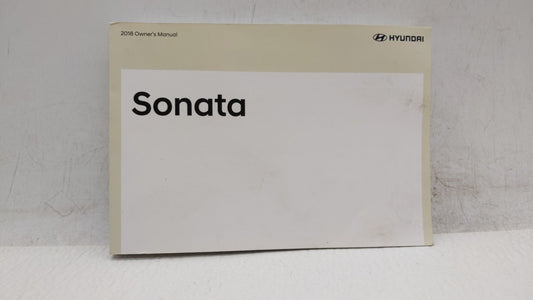 2018 Owner's Manual
HYUNDAI
Sonata